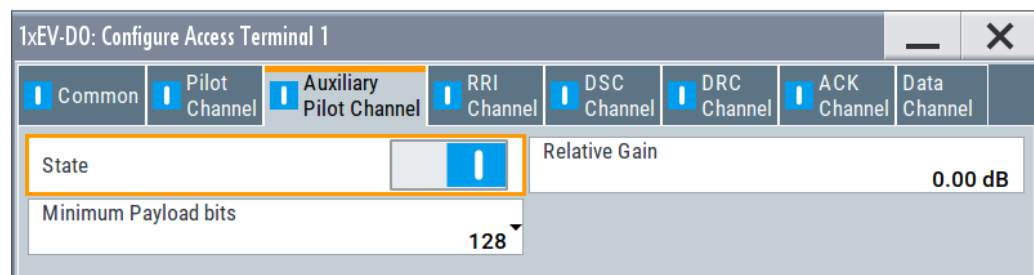 1xEV-DO: Configure Access Terminal 1
Common
Pilot
Channel
Auxiliary
Pilot Channel
RRI
Channel
DSC
Channel
DRC
Channel
ACK
Channel
Data
Channel
State
Relative Gain
0.00 dB
Minimum Payload bits
128